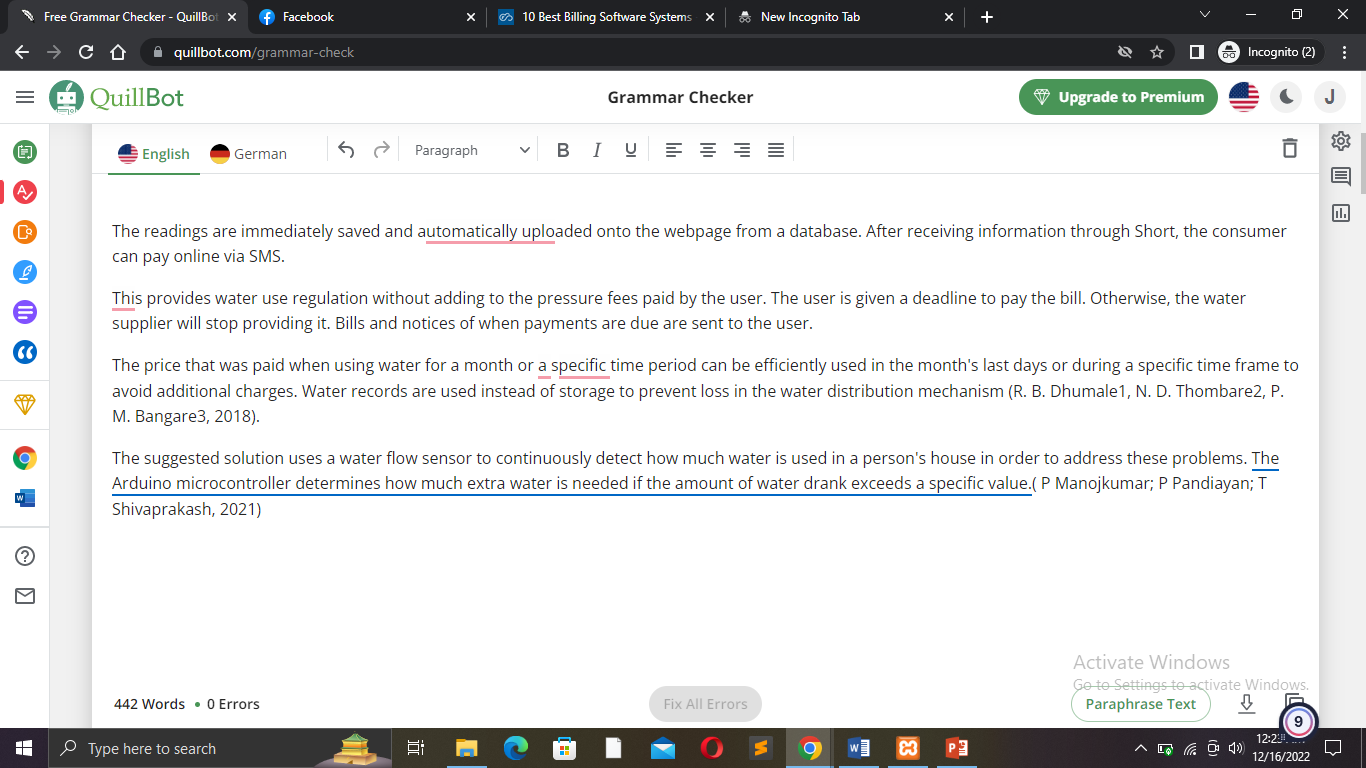 Free Grammar Checker - QuillBot
Facebook
10 Best Billing Software Systems
New Incognito Tab
quillbot.com/grammar-check
Incognito (2)
QuillBot
Grammar Checker
Upgrade to Premium
J
English
German
Paragraph
B I U
The readings are immediately saved and automatically uploaded onto the webpage from a database. After receiving information through Short, the consumer
can pay online via SMS.
This provides water use regulation without adding to the pressure fees paid by the user. The user is given a deadline to pay the bill. Otherwise, the water
supplier will stop providing it. Bills and notices of when payments are due are sent to the user.
The price that was paid when using water for a month or a specific time period can be efficiently used in the month's last days or during a specific time frame to
avoid additional charges. Water records are used instead of storage to prevent loss in the water distribution mechanism (R. B. Dhumale1, N. D. Thombare2, P.
M. Bangare3, 2018).
The suggested solution uses a water flow sensor to continuously detect how much water is used in a person's house in order to address these problems. The
Arduino microcontroller determines how much extra water is needed if the amount of water drank exceeds a specific value.( P Manojkumar; P Pandiayan; T
Shivaprakash, 2021)
Activate Windows
Go to Settings to activate Windows.
442 Words • 0 Errors
Fix All Errors
Paraphrase Text
9
Type here to search
12/16/2022